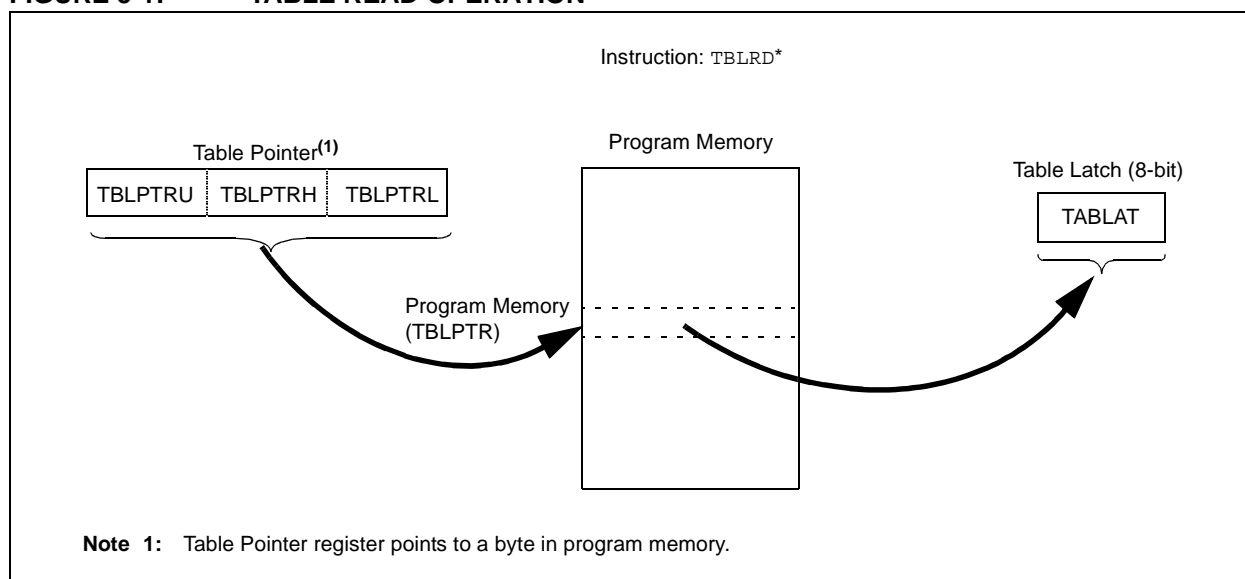 Instruction: TBLRD*
Table Pointer(1)
Program Memory
Table Latch (8-bit)
TBLPTRU TBLPTRH TBLPTRL
TABLAT
Program Memory
(TBLPTR)
Note 1: Table Pointer register points to a byte in program memory.